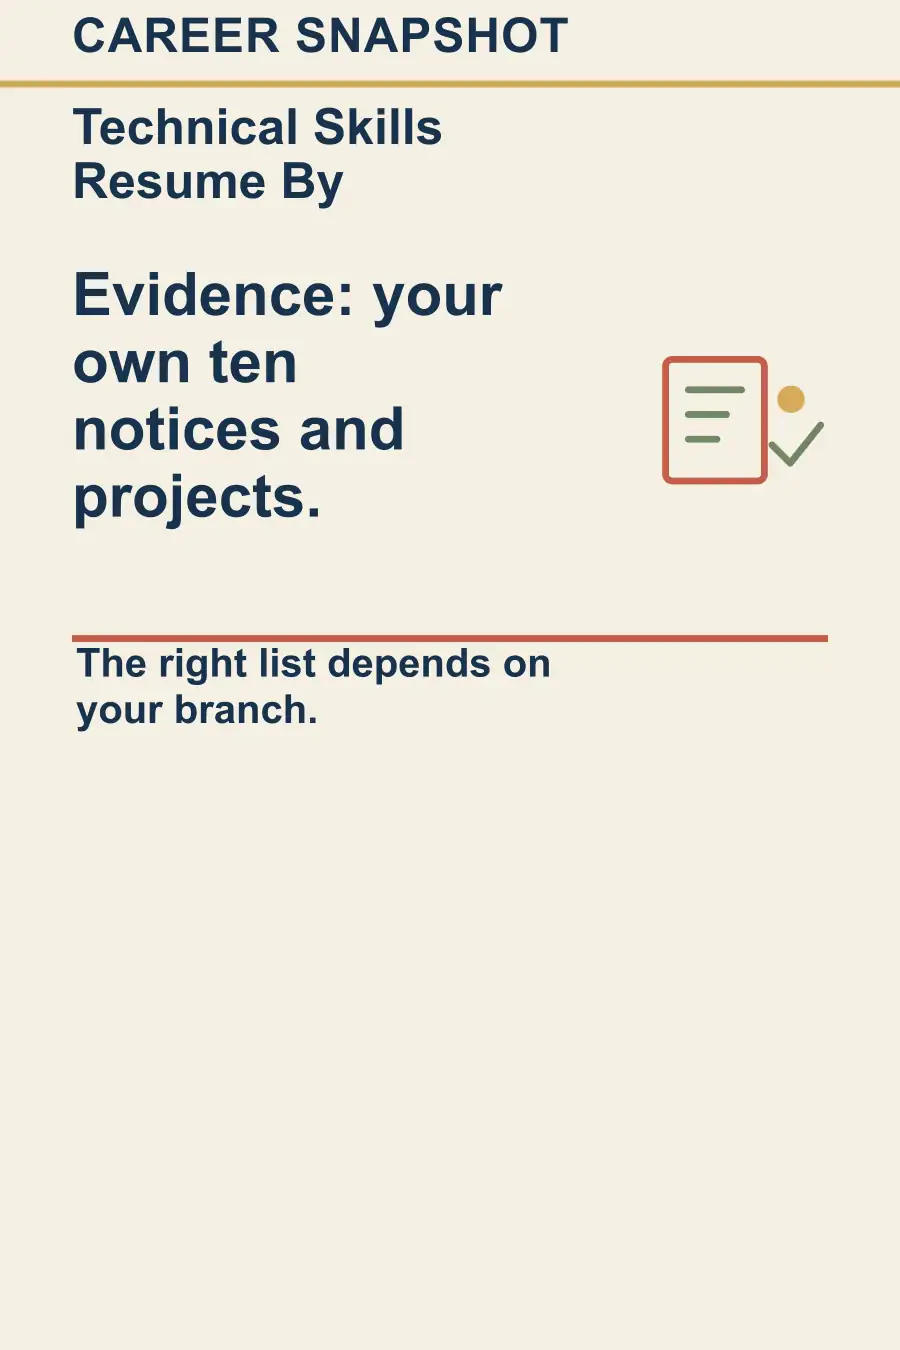 CAREER SNAPSHOT
Technical Skills
Resume By
Evidence: your
own ten
notices and
projects.
The right list depends on
your branch.